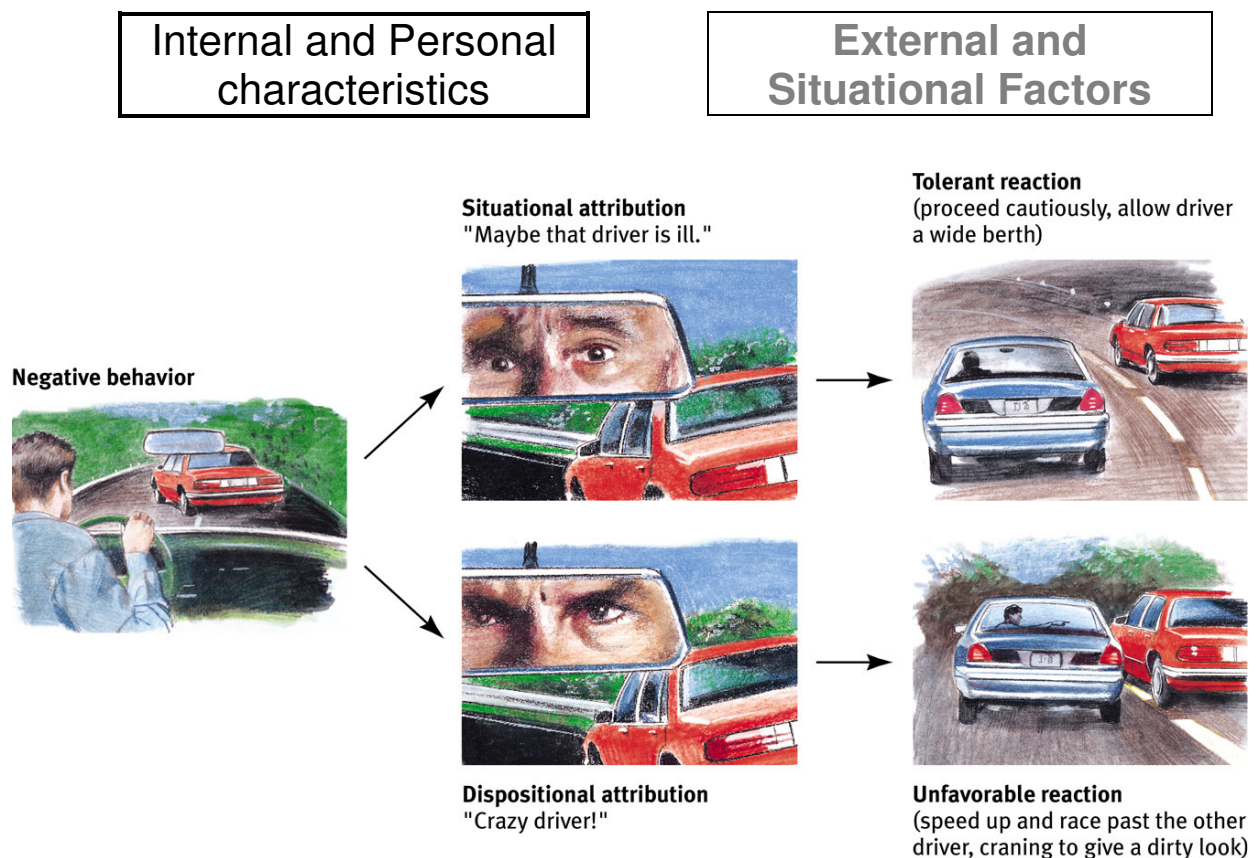 Internal and Personal
characteristics
External and
Situational Factors
Negative behavior
Situational attribution
"Maybe that driver is ill."
Tolerant reaction
(proceed cautiously, allow driver
a wide berth)
Dispositional attribution
"Crazy driver!"
Unfavorable reaction
(speed up and race past the other
driver, craning to give a dirty look)